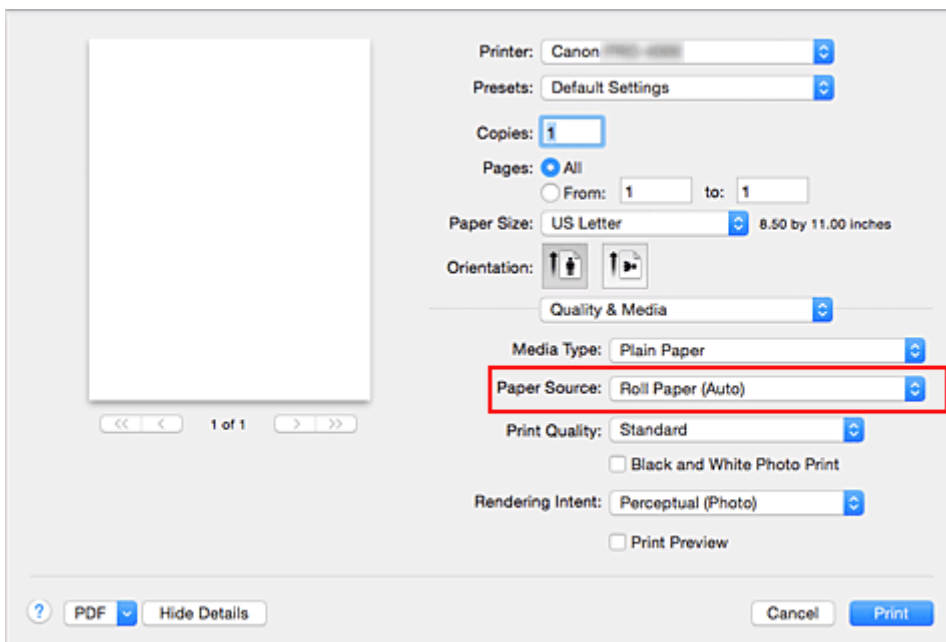 Printer: Canon
Presets: Default Settings
Copies: 1
Pages: All
From: 1 to: 1
Paper Size: US Letter 8.50 by 11.00 inches
Orientation:
Quality & Media
Media Type: Plain Paper
Paper Source: Roll Paper (Auto)
<< < 1 of 1 > >>
Print Quality: Standard
Black and White Photo Print
Rendering Intent: Perceptual (Photo)
Print Preview
? PDF Hide Details Cancel Print